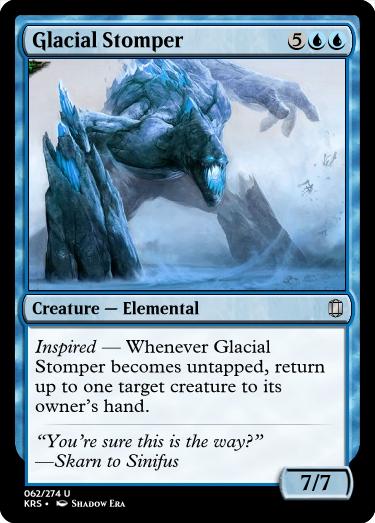 Glacial Stomper 5
Creature — Elemental
Inspired — Whenever Glacial
Stomper becomes untapped, return
up to one target creature to its
owner's hand.
"You're sure this is the way?"
—Skarn to Sinifus
7/7
062/274 U
KRS • Shadow Era